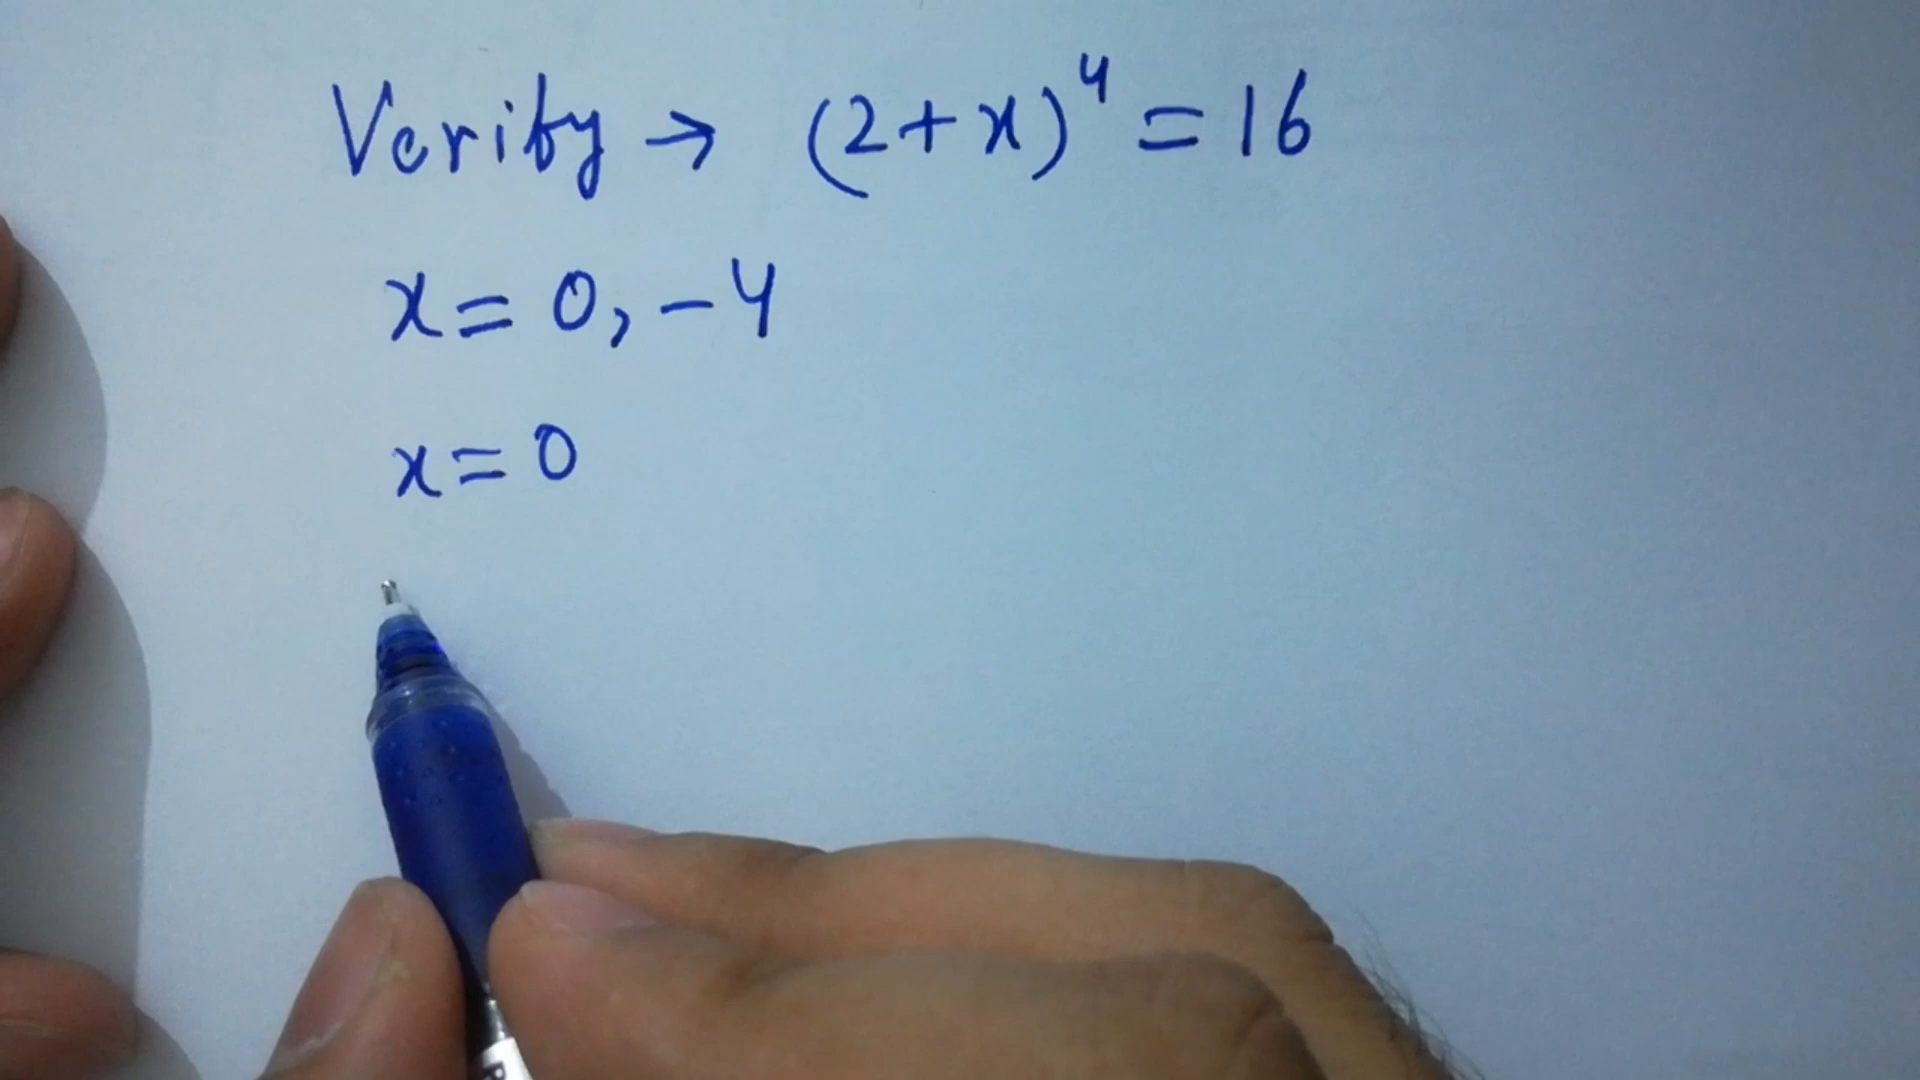 Verify → (2+x)⁴ = 16
x = 0, -4
x = 0